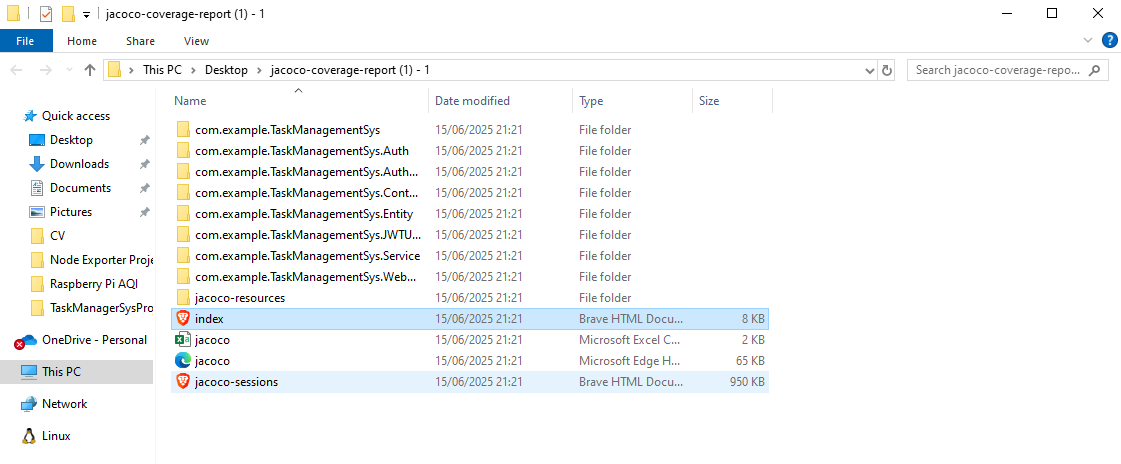 jacoco-coverage-report (1) - 1
File Home Share View
This PC Desktop jacoco-coverage-report (1) - 1 Search jacoco-coverage-repo...
Name Date modified Type Size
Quick access
Desktop
Downloads
Documents
Pictures
CV
Node Exporter Proje
Raspberry Pi AQI
TaskManagerSysPro
OneDrive - Personal
This PC
Network
Linux
com.example.TaskManagementSys 15/06/2025 21:21 File folder
com.example.TaskManagementSys.Auth 15/06/2025 21:21 File folder
com.example.TaskManagementSys.Auth... 15/06/2025 21:21 File folder
com.example.TaskManagementSys.Cont... 15/06/2025 21:21 File folder
com.example.TaskManagementSys.Entity 15/06/2025 21:21 File folder
com.example.TaskManagementSys.JWTU... 15/06/2025 21:21 File folder
com.example.TaskManagementSys.Service 15/06/2025 21:21 File folder
com.example.TaskManagementSys.Web... 15/06/2025 21:21 File folder
jacoco-resources 15/06/2025 21:21 File folder
index 15/06/2025 21:21 Brave HTML Docu... 8 KB
jacoco 15/06/2025 21:21 Microsoft Excel C... 2 KB
jacoco 15/06/2025 21:21 Microsoft Edge H... 65 KB
jacoco-sessions 15/06/2025 21:21 Brave HTML Docu... 950 KB